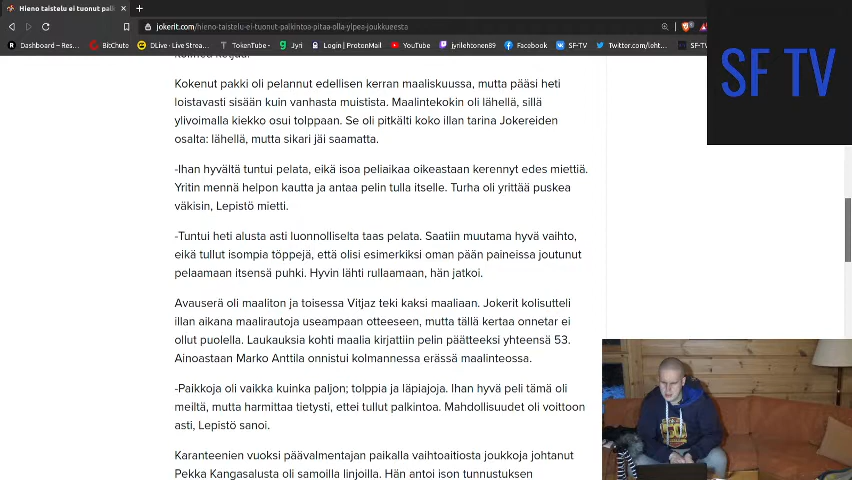 Hieno taistelu ei tuonut palk
jokerit.com/hieno-taistelu-ei-tuonut-palkintoa-pitaa-olla-ylpea-joukkueesta
Dashboard – Res... BitChute DLive · Live Strea... TokenTube · Jyri Login | ProtonMail YouTube jyrilehtonen89 Facebook SF-TV Twitter.com/leht... SF-TV
SF TV
Kokenut pakki oli pelannut edellisen kerran maaliskuussa, mutta pääsi heti
loistavasti sisään kuin vanhasta muistista. Maalintekokin oli lähellä, sillä
ylivoimalla kiekko osui tolppaan. Se oli pitkälti koko illan tarina Jokereiden
osalta: lähellä, mutta sikari jäi saamatta.
-Ihan hyvältä tuntui pelata, eikä isoa peliaikaa oikeastaan kerennyt edes miettiä.
Yritin mennä helpon kautta ja antaa pelin tulla itselle. Turha oli yrittää puskea
väkisin, Lepistö mietti.
-Tuntui heti alusta asti luonnolliselta taas pelata. Saatiin muutama hyvä vaihto,
eikä tullut isompia töppejä, että olisi esimerkiksi oman pään paineissa joutunut
pelaamaan itsensä puhki. Hyvin lähti rullaamaan, hän jatkoi.
Avauserä oli maaliton ja toisessa Vitjaz teki kaksi maaliaan. Jokerit kolisutteli
illan aikana maalirautoja useampaan otteeseen, mutta tällä kertaa onnetar ei
ollut puolella. Laukauksia kohti maalia kirjattiin pelin päätteeksi yhteensä 53.
Ainoastaan Marko Anttila onnistui kolmannessa erässä maalinteossa.
-Paikkoja oli vaikka kuinka paljon; tolppia ja läpiajoja. Ihan hyvä peli tämä oli
meiltä, mutta harmittaa tietysti, ettei tullut palkintoa. Mahdollisuudet oli voittoon
asti, Lepistö sanoi.
Karanteenien vuoksi päävalmentajan paikalla vaihtoaitiosta joukkoja johtanut
Pekka Kangasalusta oli samoilla linjoilla. Hän antoi ison tunnustuksen